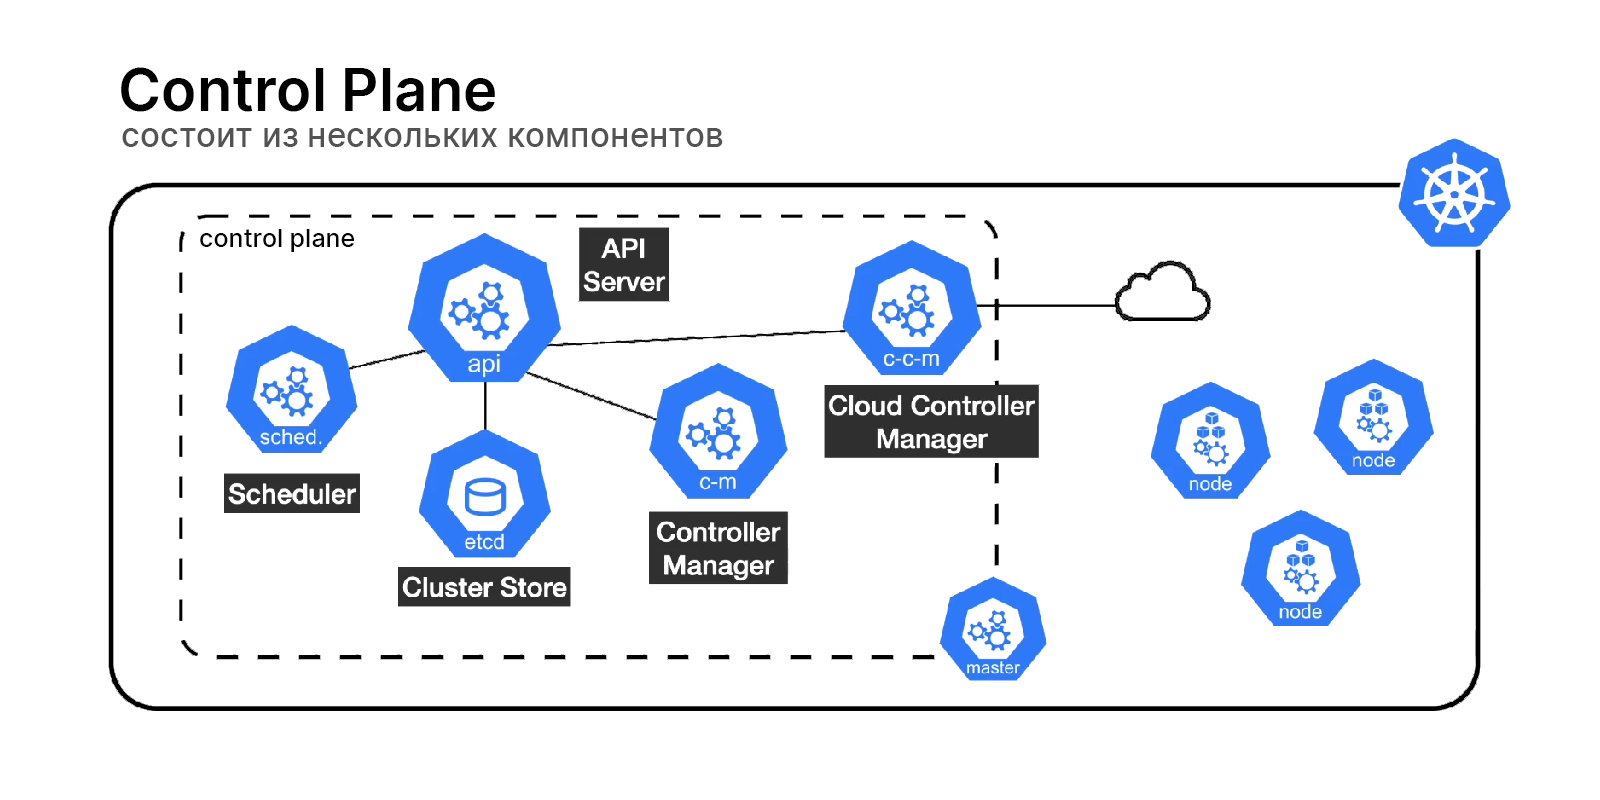 Control Plane
состоит из нескольких компонентов
control plane
API
Server
api
c-c-m
Cloud Controller
Manager
sched.
Scheduler
etcd
Cluster Store
c-m
Controller
Manager
master
node
node
node